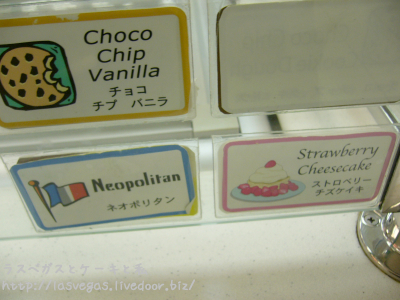 Choco
Chip
Vanilla
チョコ
チプ バニラ
Neopolitan
ネオポリタン
Strawberry
Cheesecake
ストロベリー
チズケイキ
ラスベガスとケーキと
http://lasvegas.livedoor.biz/